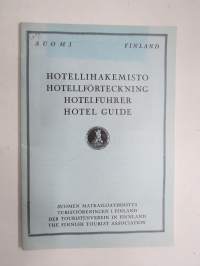 SUOMI FINLAND
HOTELLIHAKEMISTO
HOTELLFÖRTECKNING
HOTELFÜHRER
HOTEL GUIDE
SUOMEN MATKAILIJAYHDISTYS
TURISTFÖRENINGEN I FINLAND
DER TOURISTENVEREIN IN FINNLAND
THE FINNISH TOURIST ASSOCIATION